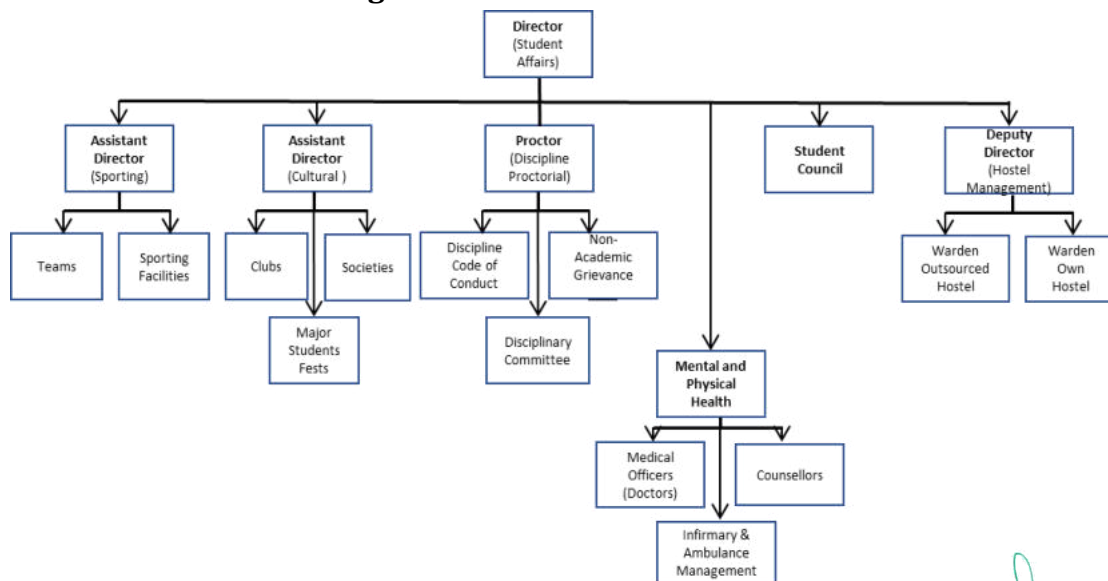 Director
(Student
Affairs)
Assistant
Director
(Sporting)
Assistant
Director
(Cultural )
Proctor
(Discipline
Proctorial)
Student
Council
Deputy
Director
(Hostel
Management)
Teams
Sporting
Facilities
Clubs
Societies
Discipline
Code of
Conduct
Non-
Academic
Grievance
Warden
Outsourced
Hostel
Warden
Own
Hostel
Major
Students
Fests
Disciplinary
Committee
Mental and
Physical
Health
Medical
Officers
(Doctors)
Counsellors
Infirmary &
Ambulance
Management